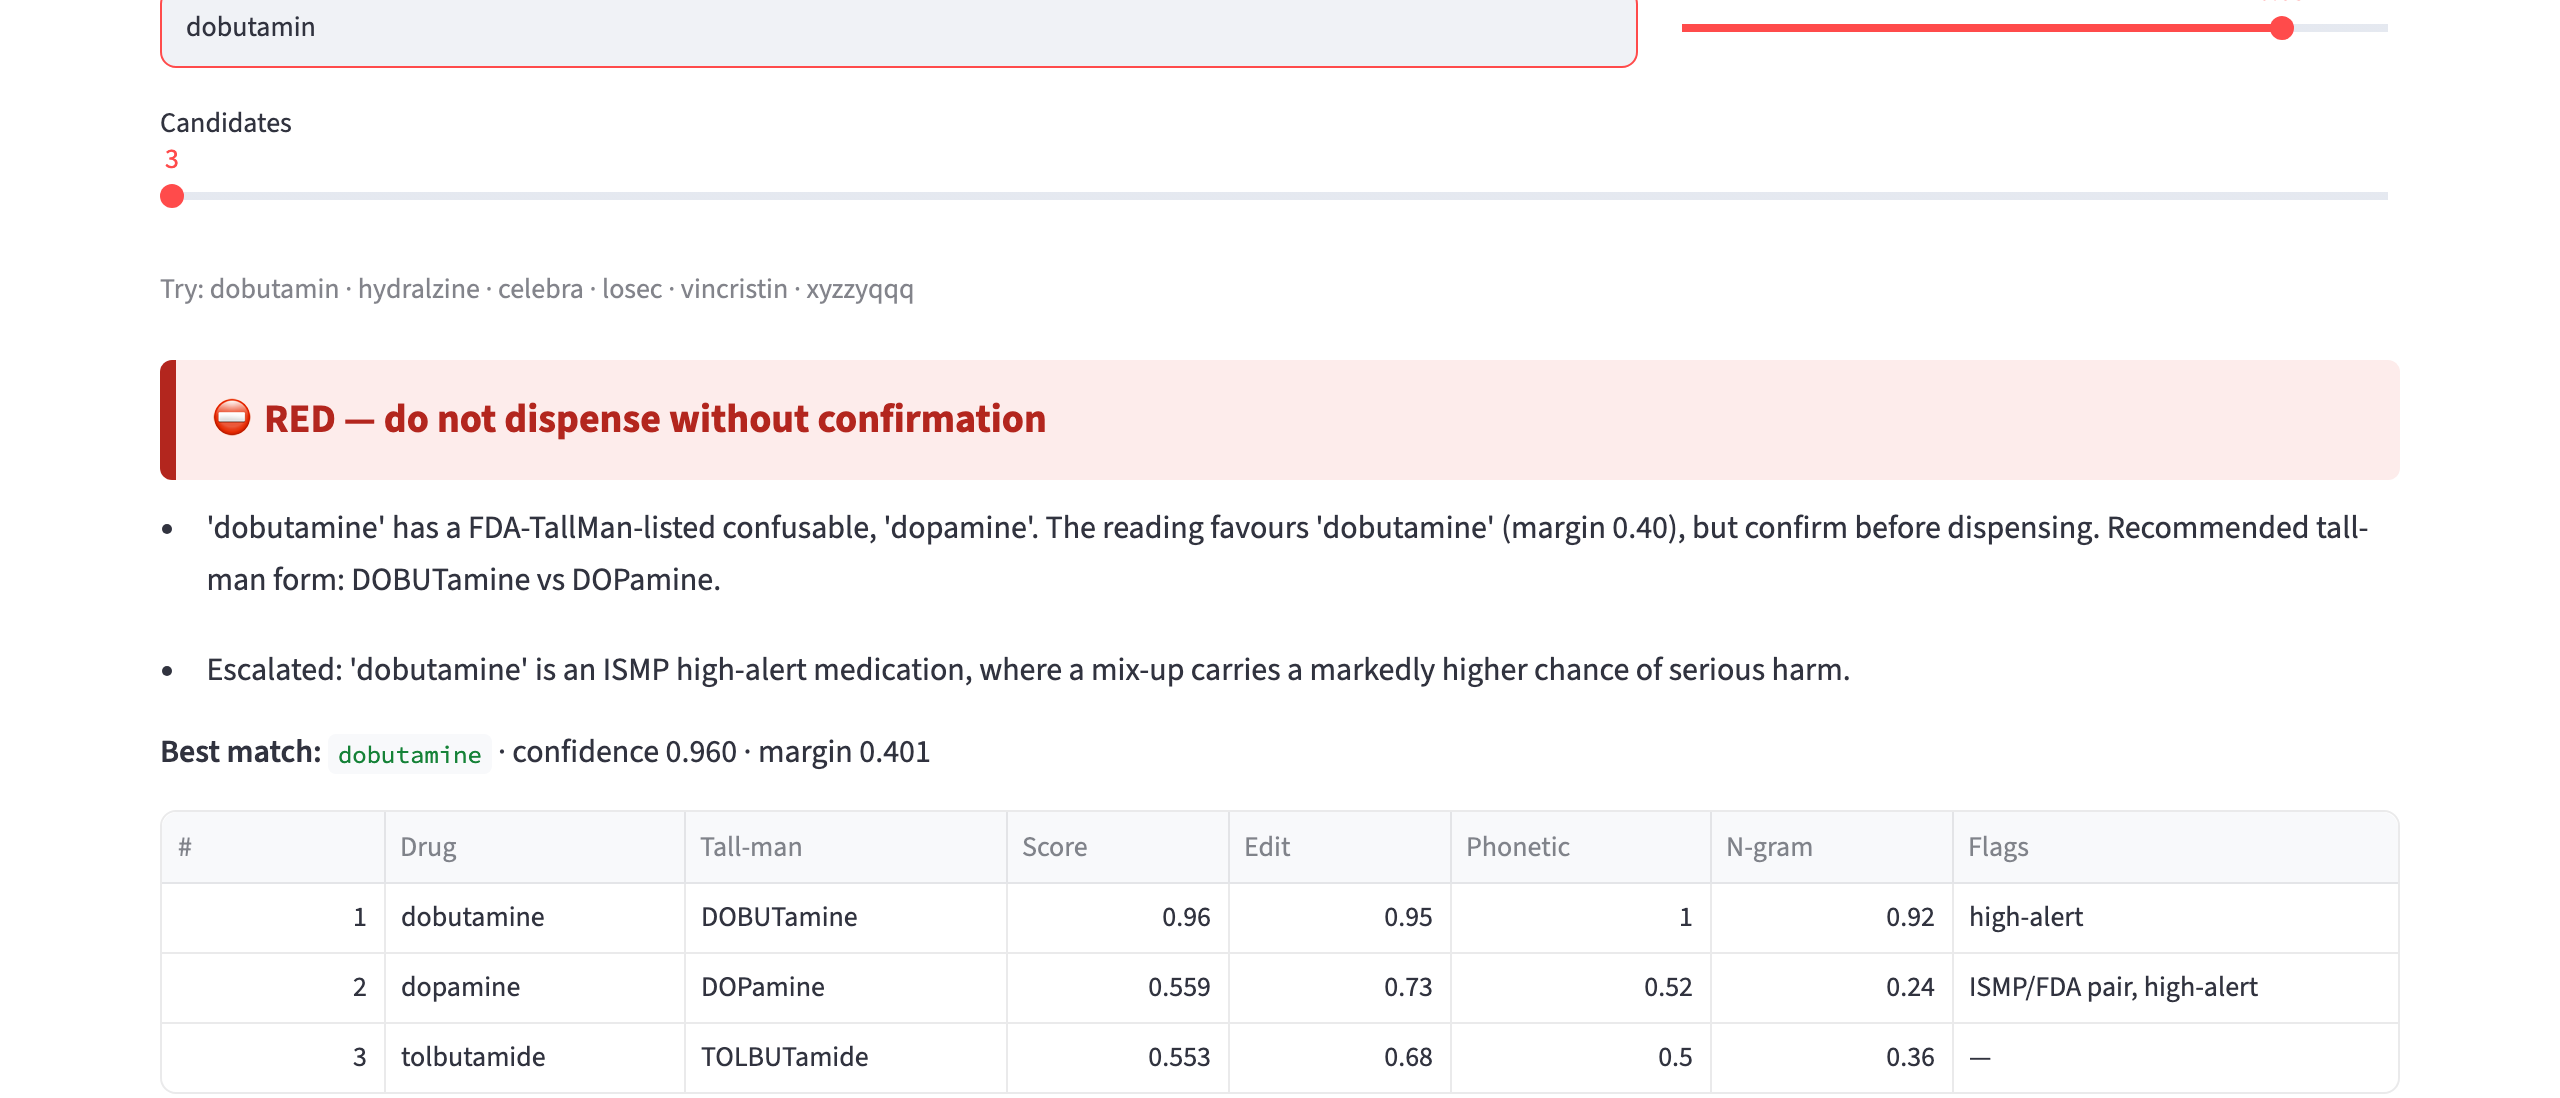 dobutamin
Candidates
3
Try: dobutamin · hydralzine · celebra · losec · vincristin · xyzzyqqq
⛔ RED — do not dispense without confirmation
• 'dobutamine' has a FDA-TallMan-listed confusable, 'dopamine'. The reading favours 'dobutamine' (margin 0.40), but confirm before dispensing. Recommended tall-
man form: DOBUTamine vs DOPamine.
• Escalated: 'dobutamine' is an ISMP high-alert medication, where a mix-up carries a markedly higher chance of serious harm.
Best match: dobutamine · confidence 0.960 · margin 0.401
# Drug Tall-man Score Edit Phonetic N-gram Flags
1 dobutamine DOBUTamine 0.96 0.95 1 0.92 high-alert
2 dopamine DOPamine 0.559 0.73 0.52 0.24 ISMP/FDA pair, high-alert
3 tolbutamide TOLBUTamide 0.553 0.68 0.5 0.36 —